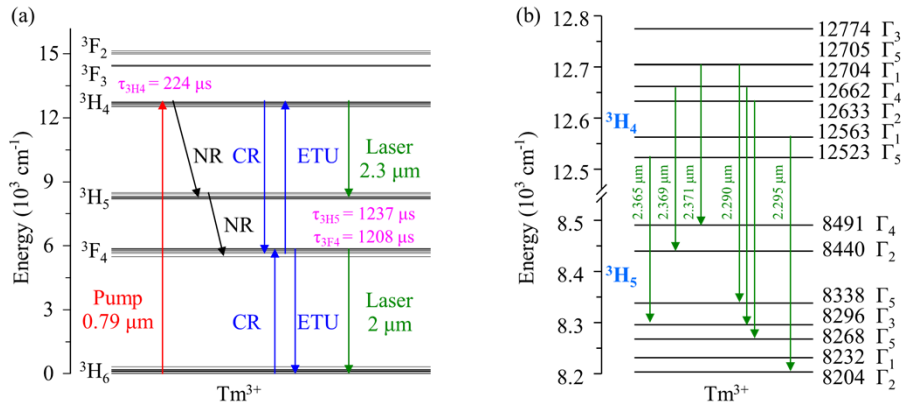 (a)
Energy (10³ cm⁻¹)
15
12
9
6
3
0
³F₂
³F₃
³H₄
³H₅
³F₄
³H₆
τ₃H4 = 224 μs
NR
CR
ETU
Laser
2.3 μm
τ₃H5 = 1237 μs
τ₃F4 = 1208 μs
NR
Pump
0.79 μm
CR
ETU
Laser
2 μm
Tm³⁺
(b)
Energy (10³ cm⁻¹)
12.8
12.7
12.6
12.5
8.5
8.4
8.3
8.2
³H₄
³H₅
2.365 μm
2.369 μm
2.371 μm
2.290 μm
2.295 μm
12774 Γ₃
12705 Γ₅
12704 Γ₁
12662 Γ₄
12633 Γ₂
12563 Γ₁
12523 Γ₅
8491 Γ₄
8440 Γ₂
8338 Γ₅
8296 Γ₃
8268 Γ₅
8232 Γ₁
8204 Γ₂
Tm³⁺